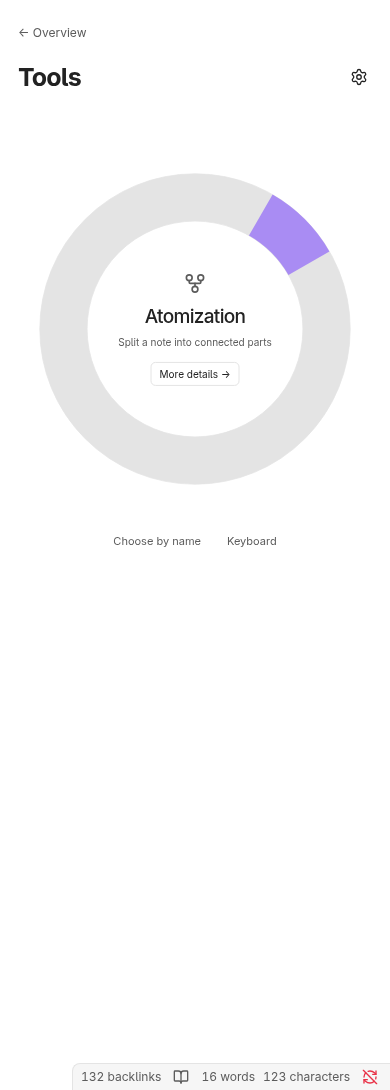 ← Overview
Tools
Atomization
Split a note into connected parts
More details →
Choose by name Keyboard
132 backlinks 16 words 123 characters